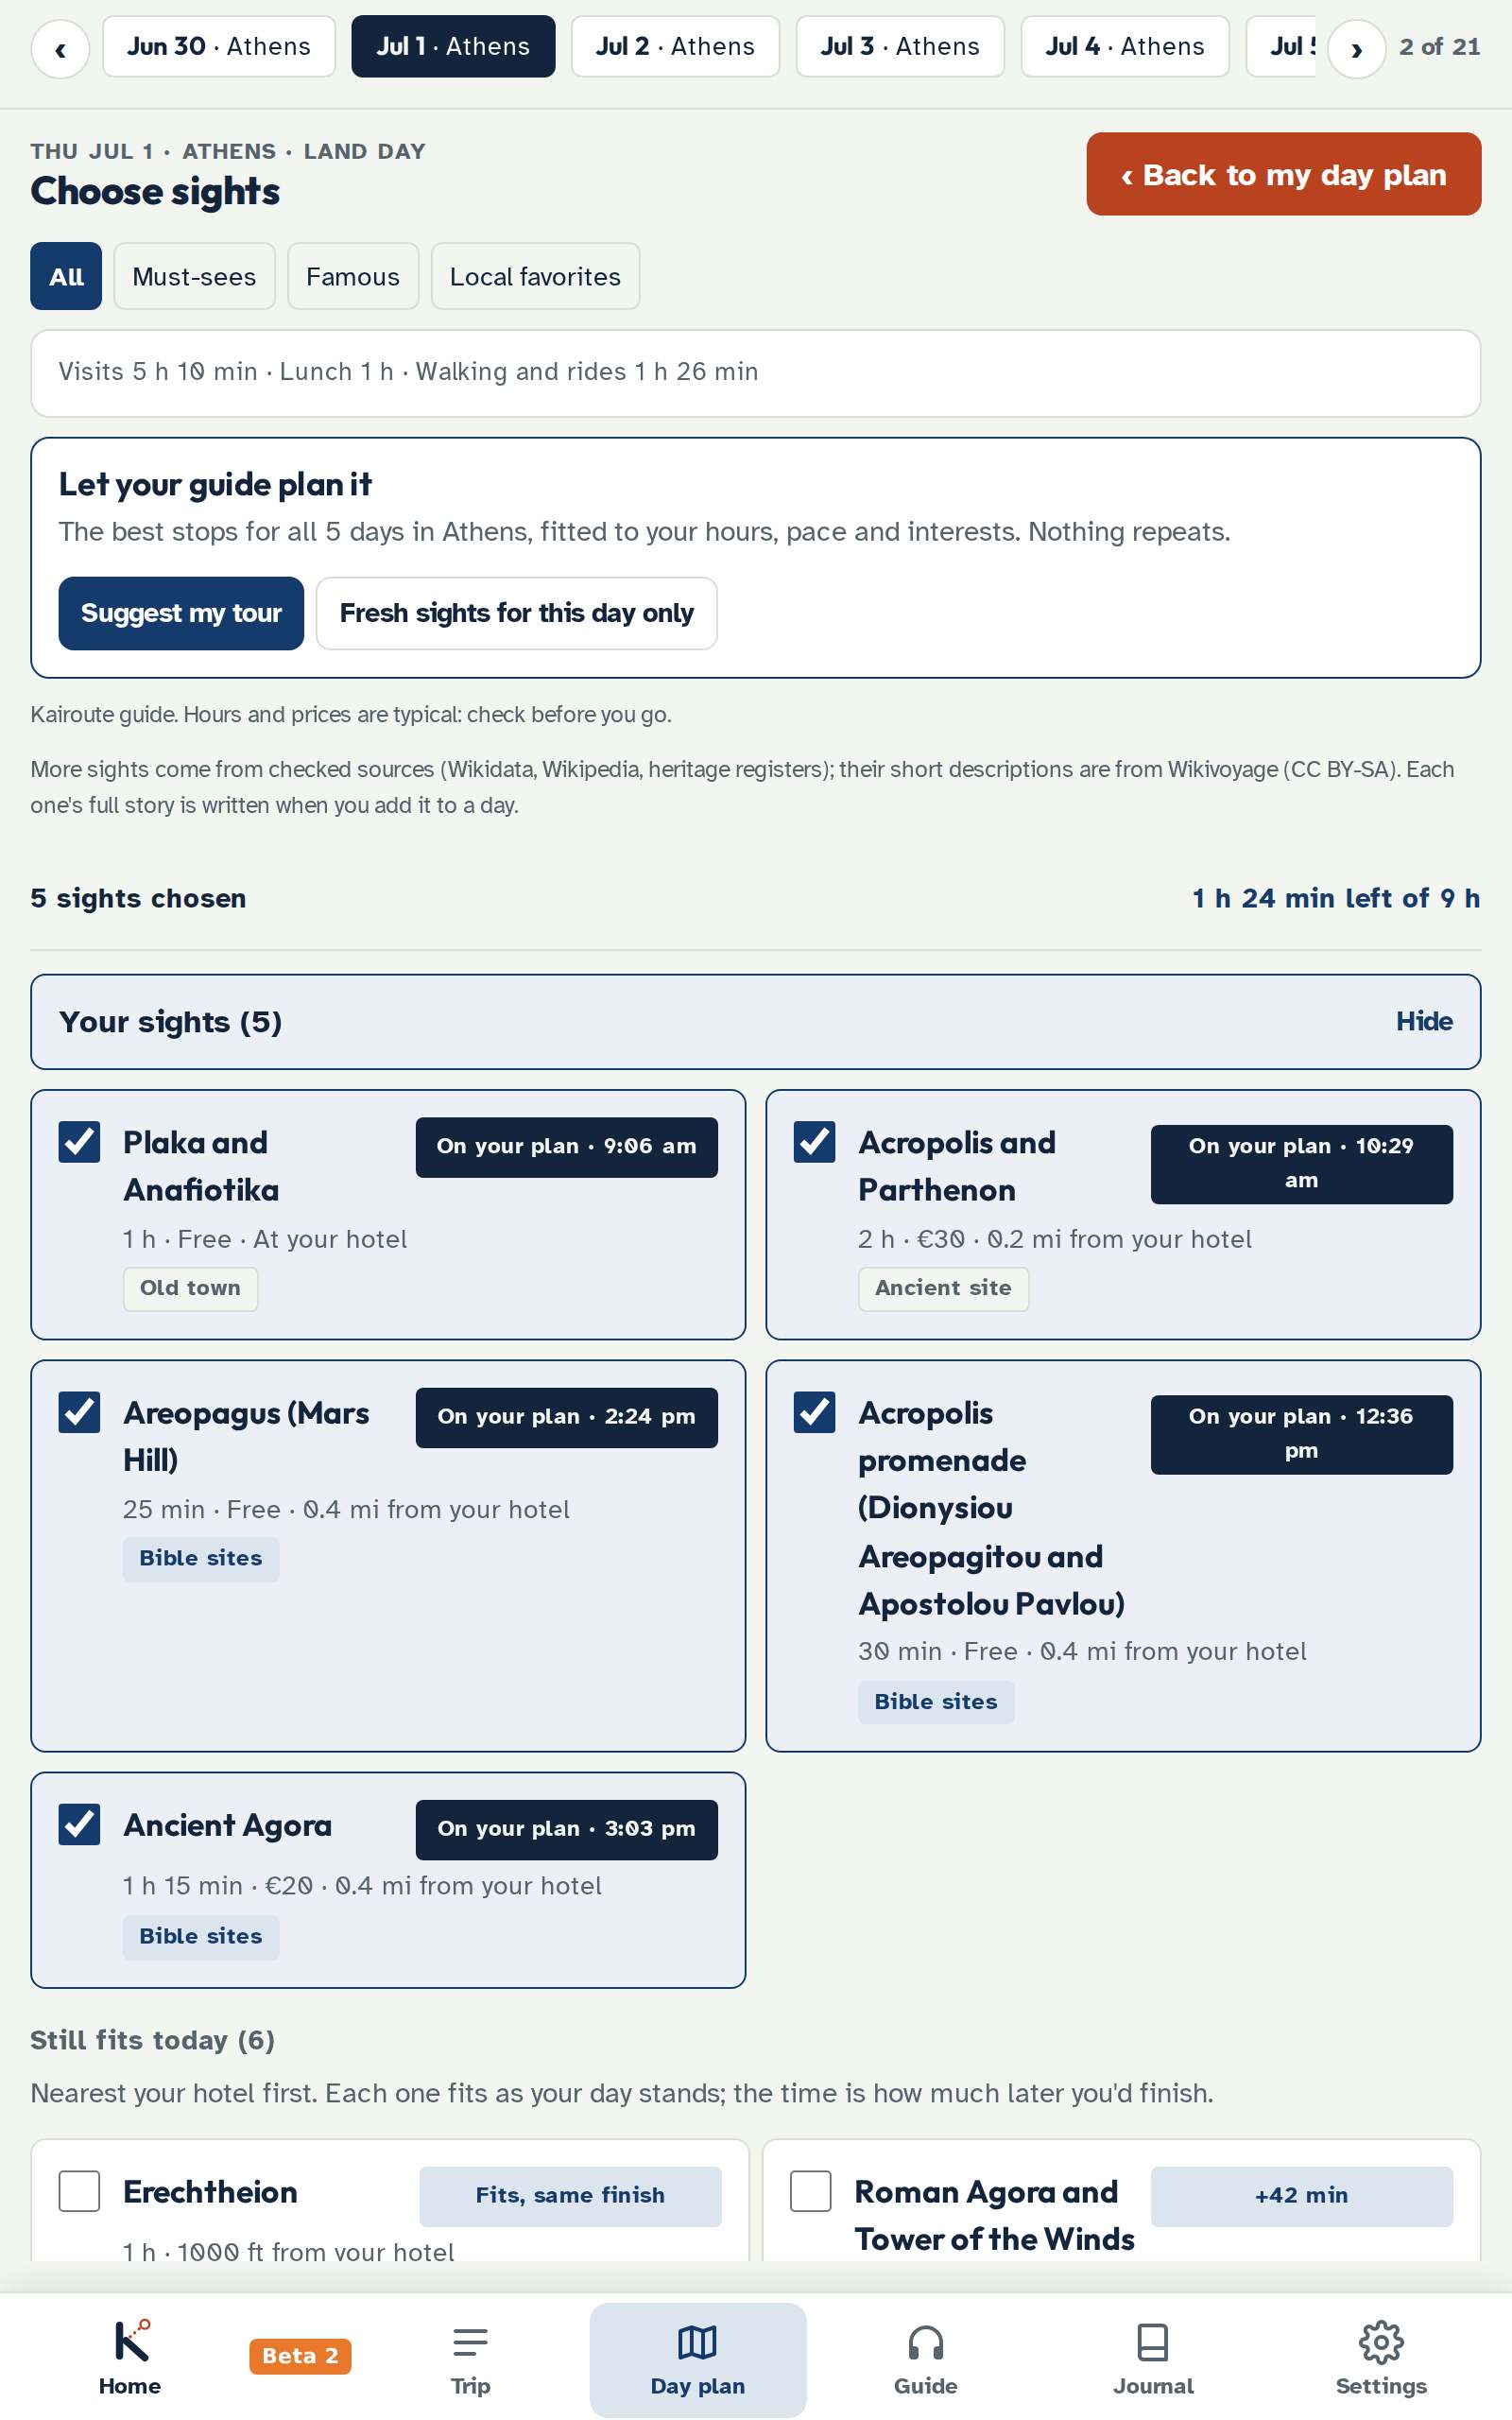 ‹
Jun 30 · Athens
Jul 1 · Athens
Jul 2 · Athens
Jul 3 · Athens
Jul 4 · Athens
Jul
›
2 of 21
THU JUL 1 · ATHENS · LAND DAY
Choose sights
‹ Back to my day plan
All
Must-sees
Famous
Local favorites
Visits 5 h 10 min · Lunch 1 h · Walking and rides 1 h 26 min
Let your guide plan it
The best stops for all 5 days in Athens, fitted to your hours, pace and interests. Nothing repeats.
Suggest my tour
Fresh sights for this day only
Kairoute guide. Hours and prices are typical: check before you go.
More sights come from checked sources (Wikidata, Wikipedia, heritage registers); their short descriptions are from Wikivoyage (CC BY-SA). Each
one's full story is written when you add it to a day.
5 sights chosen
1 h 24 min left of 9 h
Your sights (5)
Hide
Plaka and
Anafiotika
On your plan · 9:06 am
1 h · Free · At your hotel
Old town
Acropolis and
Parthenon
On your plan · 10:29
am
2 h · €30 · 0.2 mi from your hotel
Ancient site
Areopagus (Mars
Hill)
On your plan · 2:24 pm
25 min · Free · 0.4 mi from your hotel
Bible sites
Acropolis
promenade
(Dionysiou
Areopagitou and
Apostolou Pavlou)
On your plan · 12:36
pm
30 min · Free · 0.4 mi from your hotel
Bible sites
Ancient Agora
On your plan · 3:03 pm
1 h 15 min · €20 · 0.4 mi from your hotel
Bible sites
Still fits today (6)
Nearest your hotel first. Each one fits as your day stands; the time is how much later you'd finish.
Erechtheion
Fits, same finish
1 h · 1000 ft from your hotel
Roman Agora and
Tower of the Winds
+42 min
Home
Beta 2
Trip
Day plan
Guide
Journal
Settings